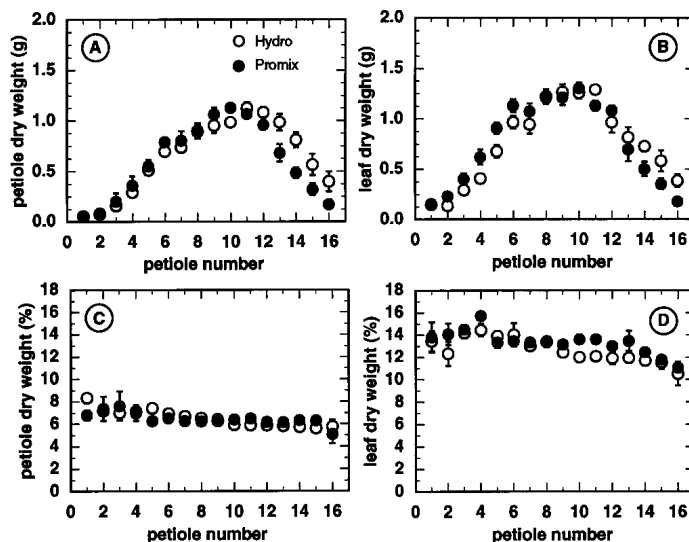 A
Hydro
Promix
petiole dry weight (g)
2.0
1.5
1.0
0.5
0.0
0 2 4 6 8 10 12 14 16
petiole number
B
leaf dry weight (g)
2.0
1.5
1.0
0.5
0.0
0 2 4 6 8 10 12 14 16
petiole number
C
petiole dry weight (%)
18
16
14
12
10
8
6
4
2
0
0 2 4 6 8 10 12 14 16
petiole number
D
leaf dry weight (%)
18
16
14
12
10
8
6
4
2
0
0 2 4 6 8 10 12 14 16
petiole number